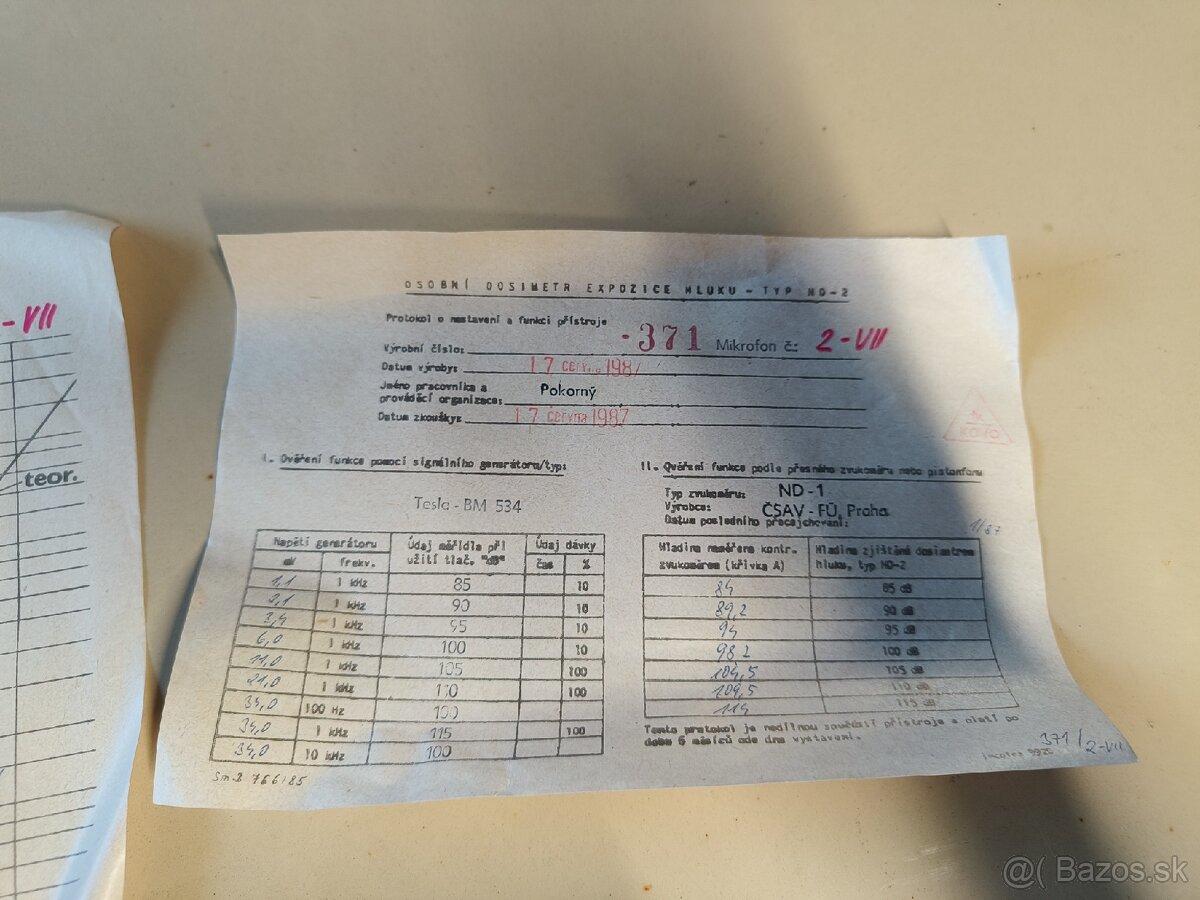 -VII
teor.
OSOBNÍ DOSIMETR EXPOZICE HLUKU - TYP ND-2
Protokol o nastavení a funkci přístroje
Výrobní číslo: -371 Mikrofon č.: 2-VII
Datum výroby: 17 června 1987
Jméno pracovníka a
prováděcí organizace: Pokorný
Datum zkoušky: 17 června 1987
KOVO
I. Ověření funkce pomocí signálního generátoru/typ:
Tesla - BM 534
Napětí generátoru Údaj měřidla při Údaj dávky
frekv. užití tlač. "dB" čas %
1,1 1 kHz 85 10
2,1 1 kHz 90 10
3,4 1 kHz 95 10
6,0 1 kHz 100 10
11,0 1 kHz 105 100
21,0 1 kHz 110 100
34,0 100 Hz 100
34,0 1 kHz 115 100
34,0 10 kHz 100
II. Ověření funkce podle přesného zvukoměru nebo pistonfonu
Typ zvukoměru: ND-1
Výrobce: ČSAV - FÚ, Praha
Datum posledního přecejchování: 1/87
Hladina naměřena kontr. Hladina zjištěná dosimetrem
zvukoměrem (křivka A) hluku, typ ND-2
84 85 dB
89,2 90 dB
94 95 dB
98,2 100 dB
104,5 105 dB
109,5 110 dB
114 115 dB
Tento protokol je nedílnou součástí přístroje a platí po
dobu 6 měsíců ode dne vystavení.
371/2-VII
@( Bazos.sk